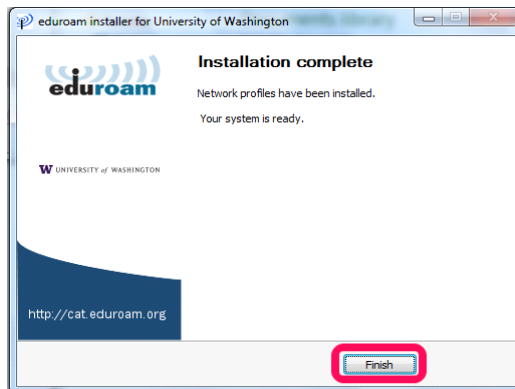 eduroam installer for University of Washington
Installation complete
eduroam
Network profiles have been installed.
Your system is ready.
W UNIVERSITY of WASHINGTON
http://cat.eduroam.org
Finish